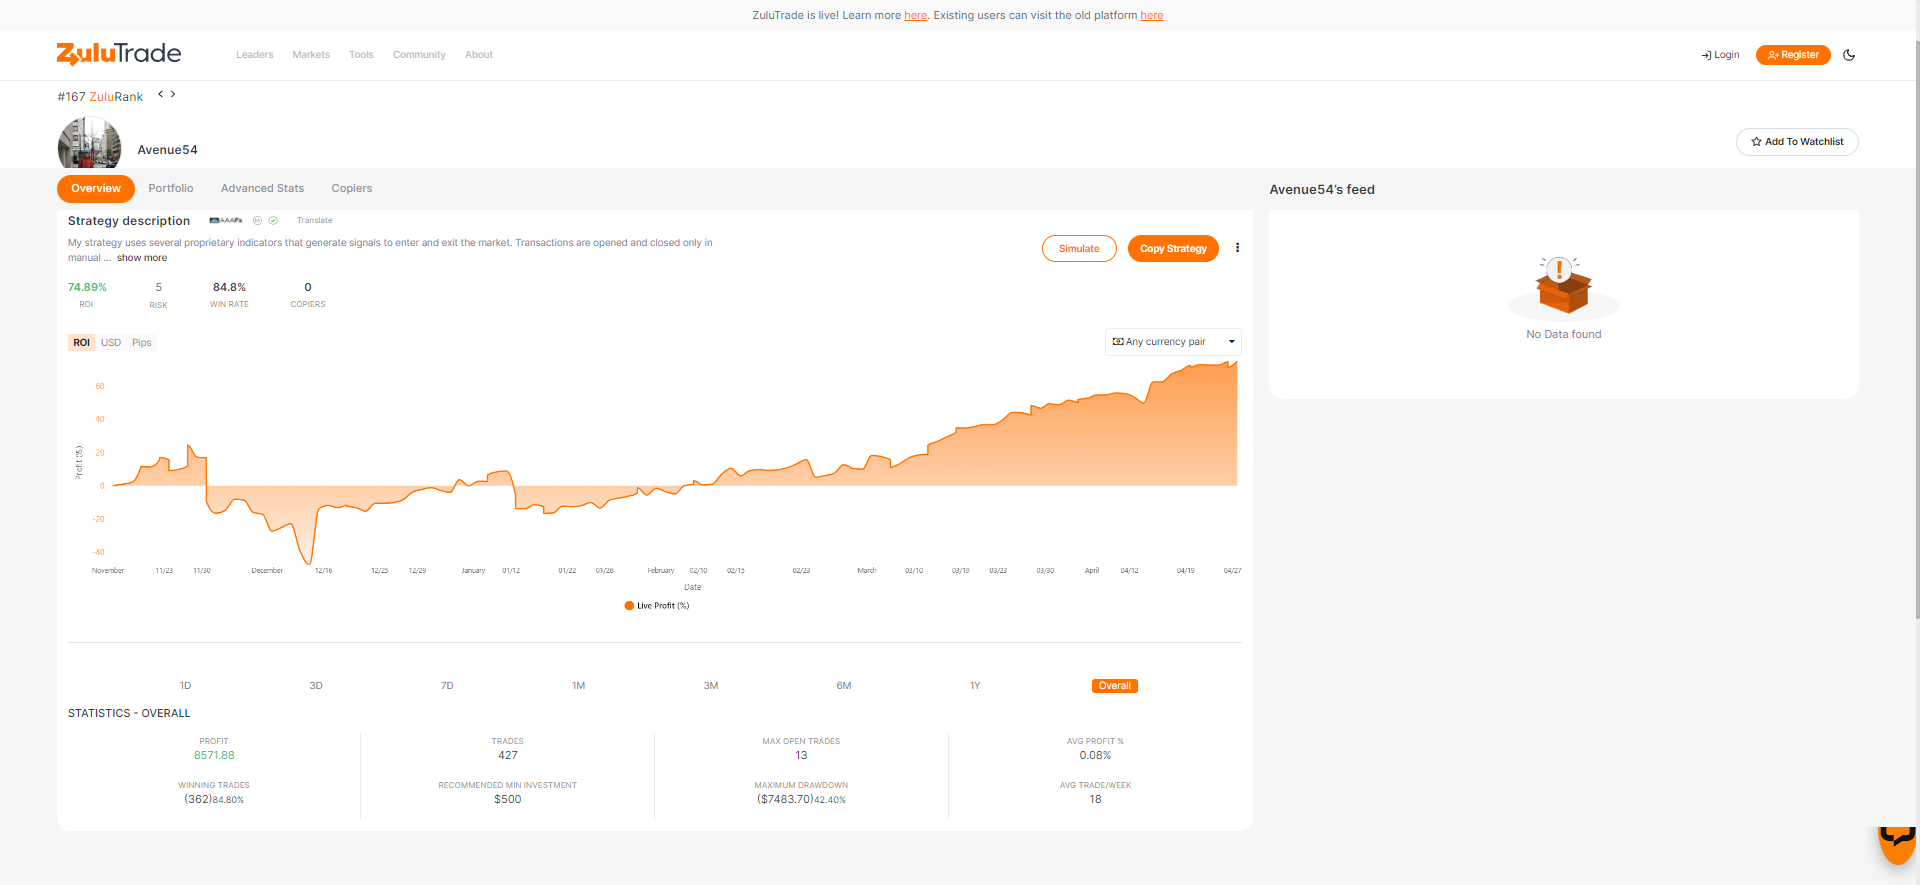 ZuluTrade is live! Learn more here. Existing users can visit the old platform here
ZuluTrade
Leaders Markets Tools Community About
Login Register
#167 ZuluRank < >
Avenue54
Add To Watchlist
Overview Portfolio Advanced Stats Copiers
Avenue54's feed
Strategy description AAAFx Translate
My strategy uses several proprietary indicators that generate signals to enter and exit the market. Transactions are opened and closed only in
manual ... show more
Simulate Copy Strategy
74.89% 5 84.8% 0
ROI RISK WIN RATE COPIERS
No Data found
ROI USD Pips
Any currency pair
60
40
20
0
-20
-40
Profit (%)
November 11/23 11/30 December 12/16 12/25 12/29 January 01/12 01/22 01/26 February 02/10 02/15 02/23 March 03/10 03/19 03/23 03/30 April 04/12 04/19 04/27
Date
Live Profit (%)
1D 3D 7D 1M 3M 6M 1Y Overall
STATISTICS - OVERALL
PROFIT TRADES MAX OPEN TRADES AVG PROFIT %
8571.88 427 13 0.08%
WINNING TRADES RECOMMENDED MIN INVESTMENT MAXIMUM DRAWDOWN AVG TRADE/WEEK
(362)84.80% $500 ($7483.70)42.40% 18